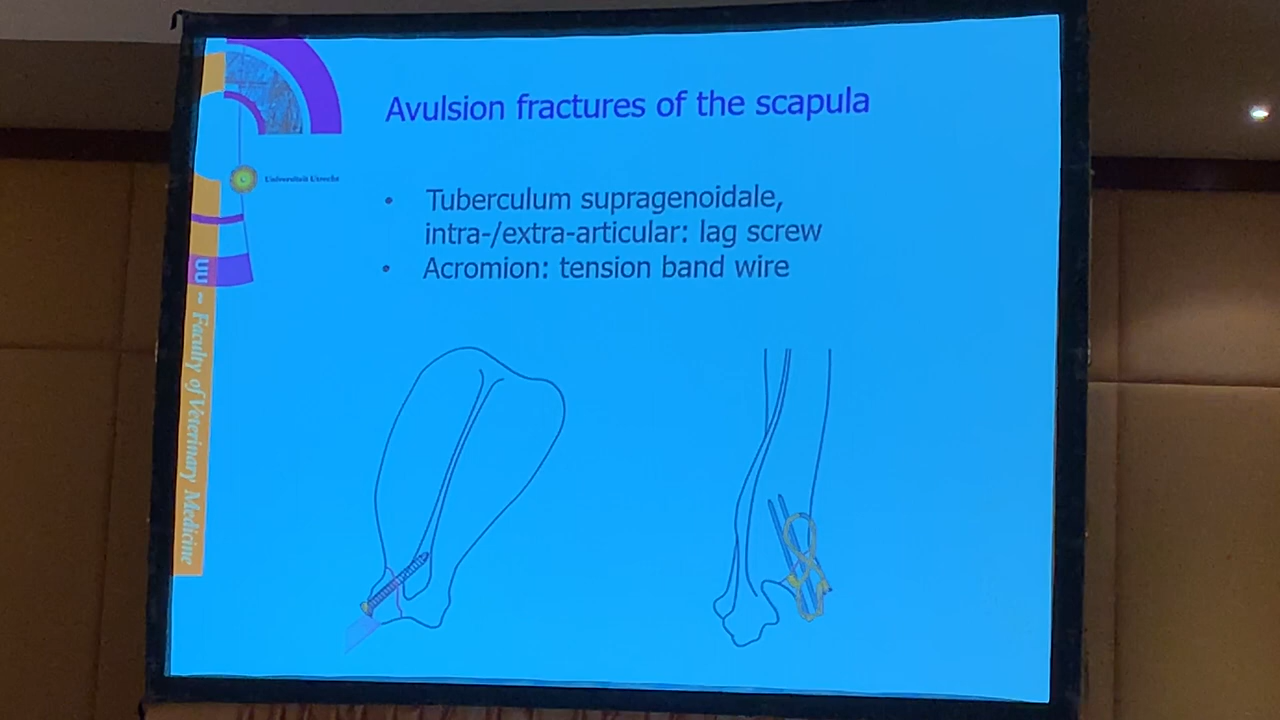 Avulsion fractures of the scapula
Universiteit Utrecht
• Tuberculum supragenoidale,
intra-/extra-articular: lag screw
• Acromion: tension band wire
UU ~ Faculty of Veterinary Medicine